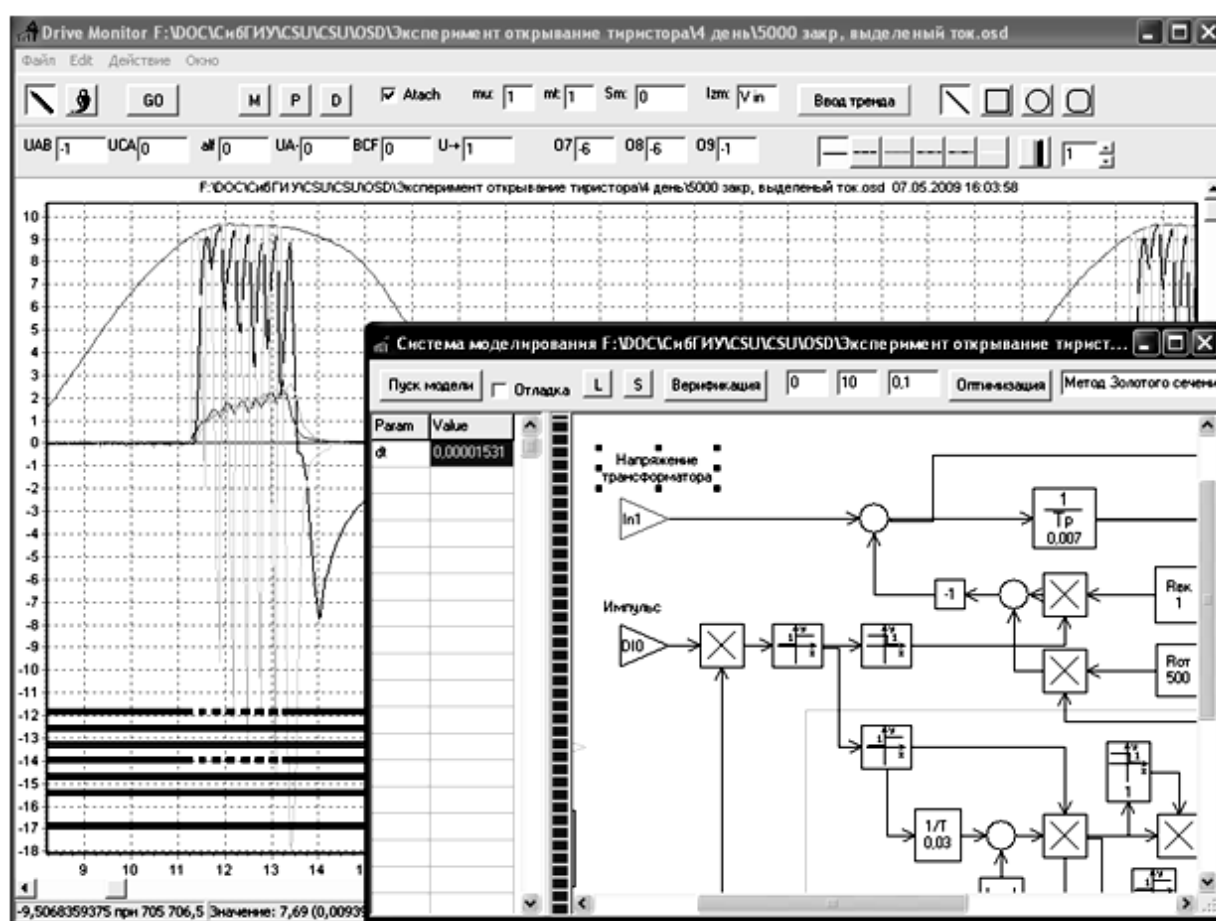 Drive Monitor F:\DOC\СибГИУ\CSU\CSU\OSD\Эксперимент открывание тиристора\4 день\5000 закр, выделеный ток.osd
Файл Edit Действие Окно
GO M P D Atach mu: 1 mt: 1 Sm: 0 Izm: V in Ввод тренда
UAB -1 UCA 0 alf 0 UA- 0 BCF 0 U-+ 1 O7 -6 O8 -6 O9 -1 1
F:\DOC\СибГИУ\CSU\CSU\OSD\Эксперимент открывание тиристора\4 день\5000 закр, выделеный ток.osd 07.05.2009 16:03:58
10
9
8
7
6
5
4
3
2
1
0
-1
-2
-3
-4
-5
-6
-7
-8
-9
-10
-11
-12
-13
-14
-15
-16
-17
-18
9 10 11 12 13 14
-9,5068359375 при 705 706,5 Значение: 7,69
Система моделирования F:\DOC\СибГИУ\CSU\CSU\OSD\Эксперимент открывание тирист...
Пуск модели Отладка L S Верификация 0 10 0,1 Оптимизация Метод Золотого сечени
Param Value
dt 0,00001531
Напряжение
трансформатора
In1
1
Tp
0,007
-1
Rвк
1
Импульс
DI0
Rот
500
1/T
0,03
1